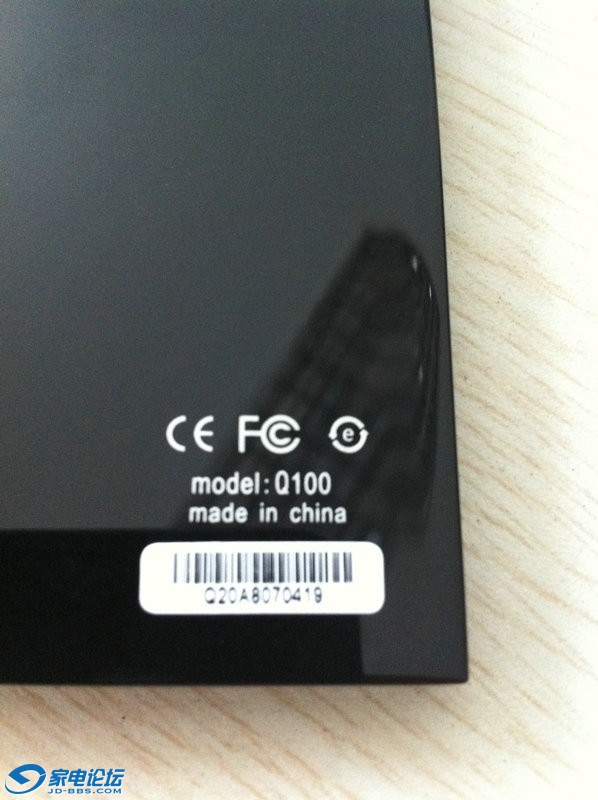 CE FC e
model: Q100
made in china
Q20A8070419
家电论坛
JD-BBS.COM